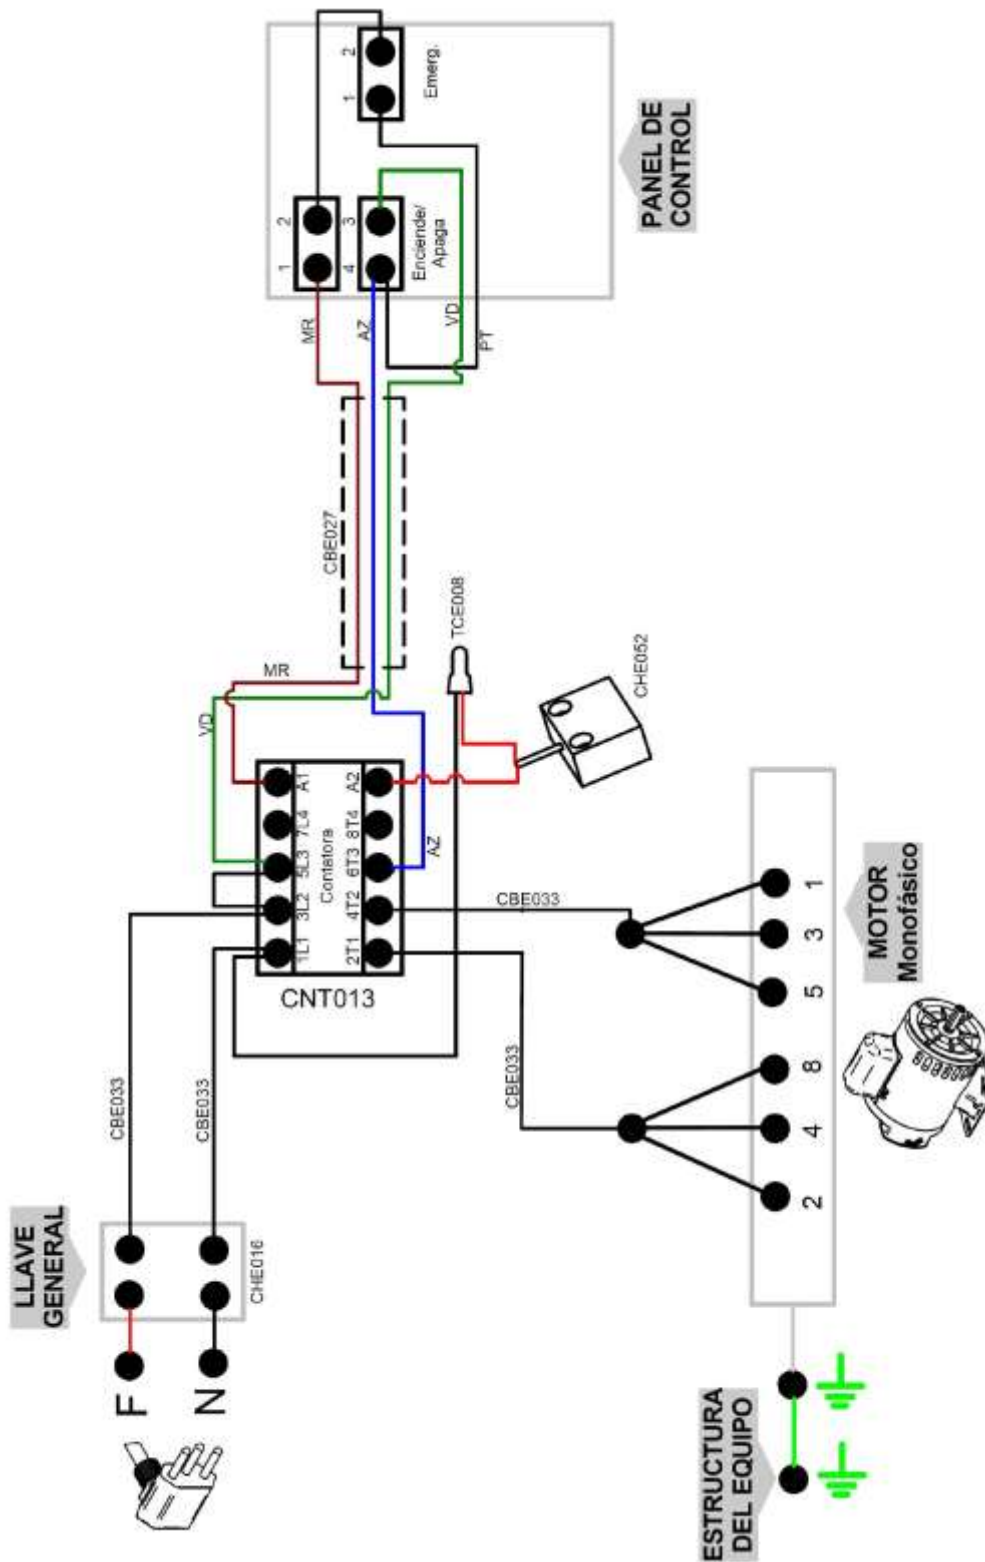 F
N
LLAVE
GENERAL
CHE016
CBE033
CBE033
CNT013
1L1
3L2
5L3
7L4
A1
Contatora
2T1
4T2
6T3
8T4
A2
VD
MR
AZ
CBE027
TCE008
CHE052
MR
AZ
VD
PT
1
2
4
3
Enciende/
Apaga
1
2
Emerg.
PANEL DE
CONTROL
CBE033
CBE033
2
4
8
5
3
1
MOTOR
Monofásico
ESTRUCTURA
DEL EQUIPO